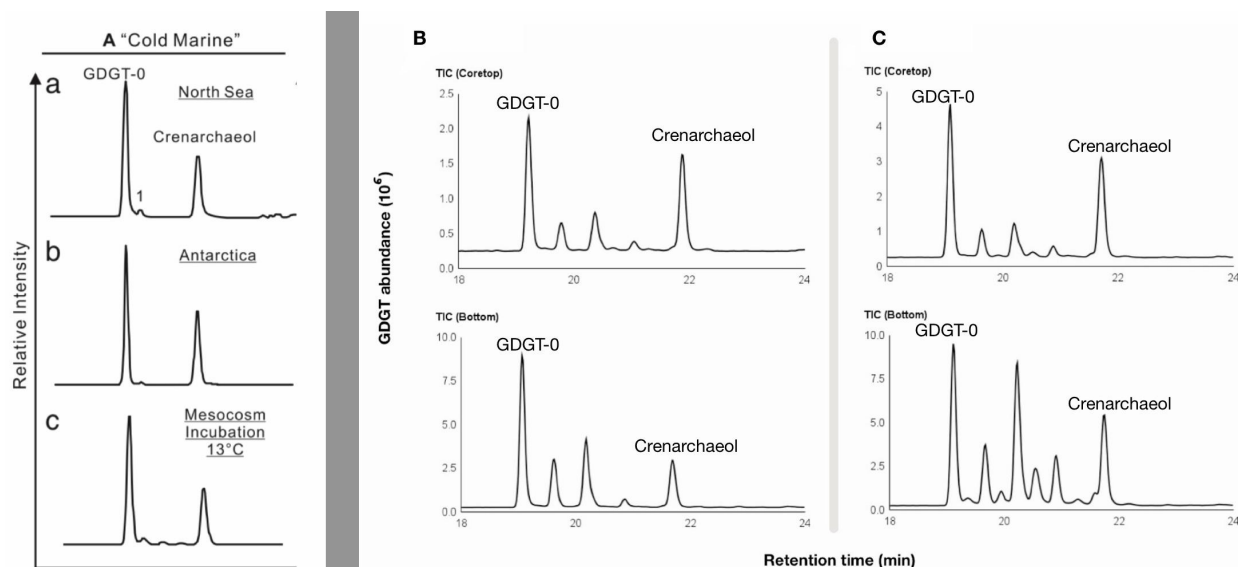 A "Cold Marine"
a
GDGT-0
North Sea
Crenarchaeol
1
b
Antarctica
c
Mesocosm
Incubation
13°C
Relative Intensity
B
TIC (Coretop)
2.5
2.0
1.5
1.0
0.5
0.0
GDGT-0
Crenarchaeol
18 20 22 24
TIC (Bottom)
10.0
7.5
5.0
2.5
0.0
GDGT-0
Crenarchaeol
18 20 22 24
GDGT abundance (10⁶)
C
TIC (Coretop)
5
4
3
2
1
0
GDGT-0
Crenarchaeol
18 20 22 24
TIC (Bottom)
10.0
7.5
5.0
2.5
0.0
GDGT-0
Crenarchaeol
18 20 22 24
Retention time (min)